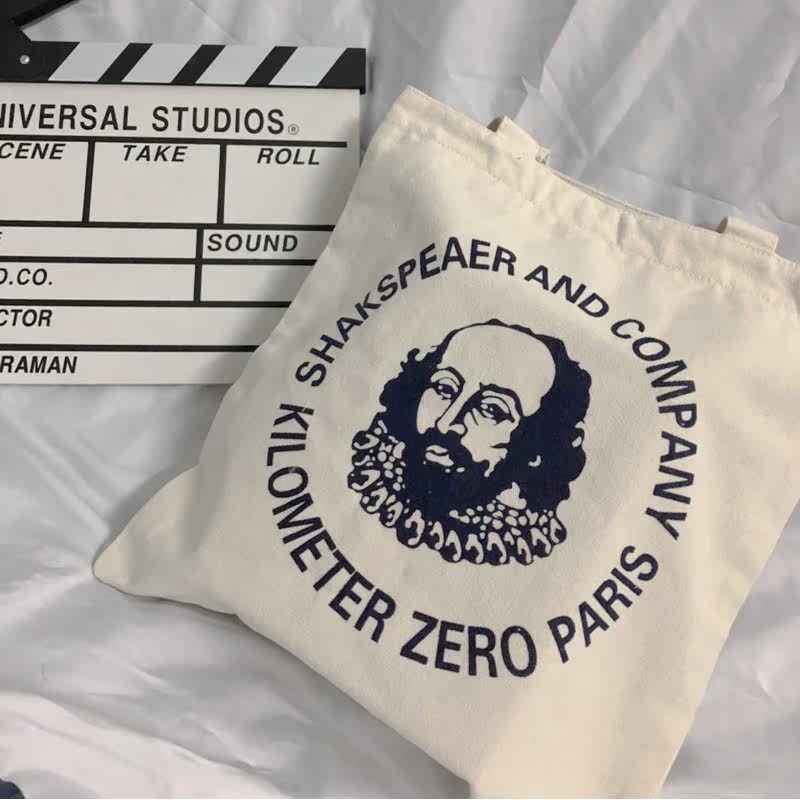 NIVERSAL STUDIOS®
CENE TAKE ROLL
SOUND
D.CO.
CTOR
RAMAN
SHAKSPEAER AND COMPANY
KILOMETER ZERO PARIS